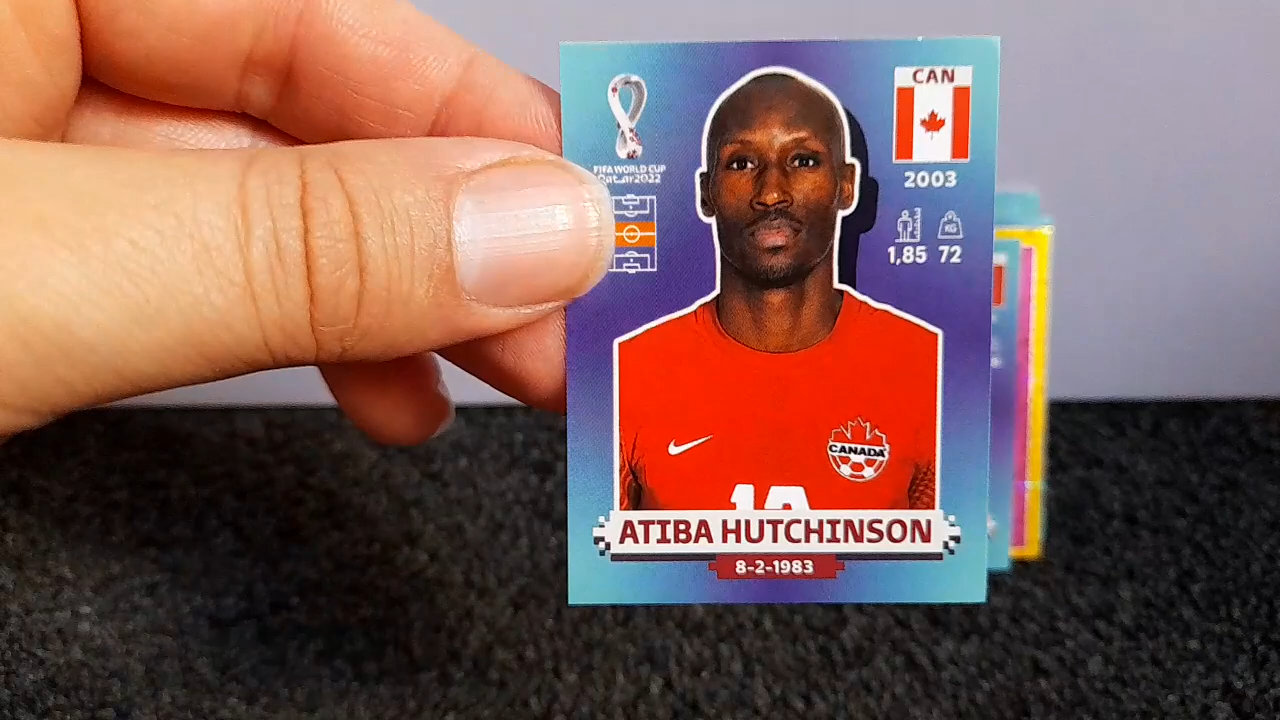 FIFA WORLD CUP
Qatar2022
CAN
2003
KG
1,85 72
CANADA
ATIBA HUTCHINSON
8-2-1983